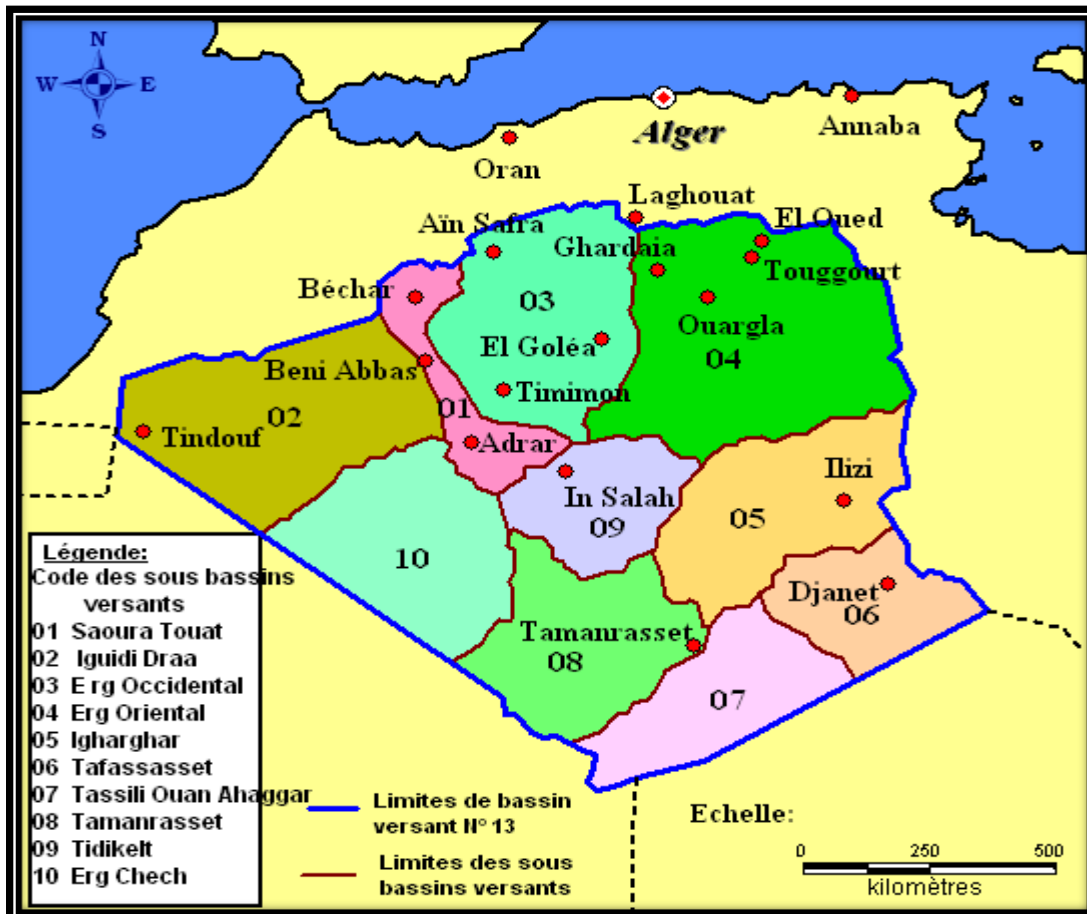 N
W E
S
Alger
Annaba
Oran
Laghouat
Aïn Safra
El Oued
Ghardaia
Touggourt
Béchar
03
Ouargla
El Goléa
04
Beni Abbas
Timimon
01
02
Tindouf
Adrar
Ilizi
In Salah
09
05
10
Djanet
06
Tamanrasset
08
07
Légende:
Code des sous bassins
versants
01 Saoura Touat
02 Iguidi Draa
03 E rg Occidental
04 Erg Oriental
05 Igharghar
06 Tafassasset
07 Tassili Ouan Ahaggar
08 Tamanrasset
09 Tidikelt
10 Erg Chech
Limites de bassin
versant N° 13
Limites des sous
bassins versants
Echelle:
0 250 500
kilomètres